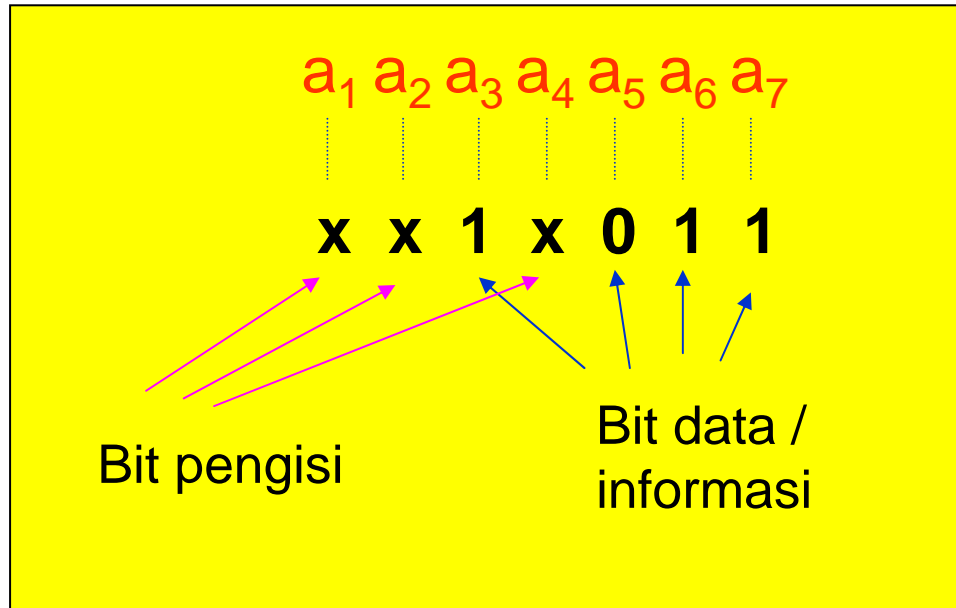 a₁ a₂ a₃ a₄ a₅ a₆ a₇
x x 1 x 0 1 1
Bit pengisi
Bit data /
informasi